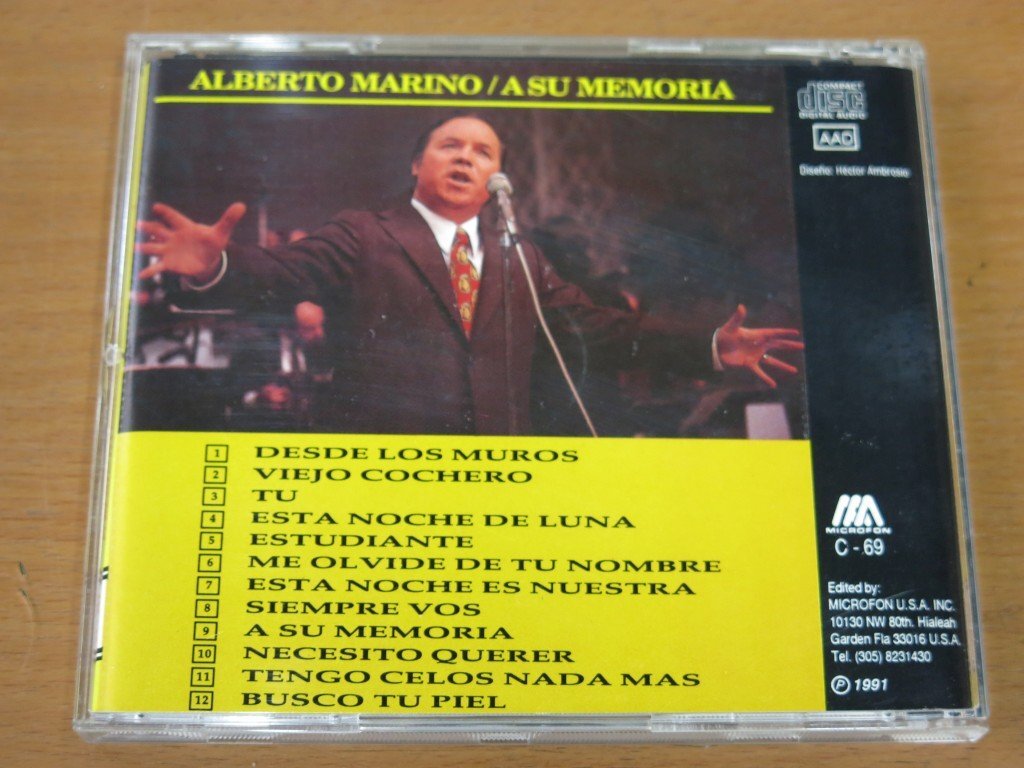 ALBERTO MARINO / A SU MEMORIA
COMPACT
disc
DIGITAL AUDIO
AAD
Diseño: Héctor Ambrosio
1 DESDE LOS MUROS
2 VIEJO COCHERO
3 TU
4 ESTA NOCHE DE LUNA
5 ESTUDIANTE
6 ME OLVIDE DE TU NOMBRE
7 ESTA NOCHE ES NUESTRA
8 SIEMPRE VOS
9 A SU MEMORIA
10 NECESITO QUERER
11 TENGO CELOS NADA MAS
12 BUSCO TU PIEL
MICROFON
C - 69
Edited by:
MICROFON U.S.A. INC.
10130 NW 80th. Hialeah
Garden Fla 33016 U.S.A.
Tel. (305) 8231430
℗ 1991